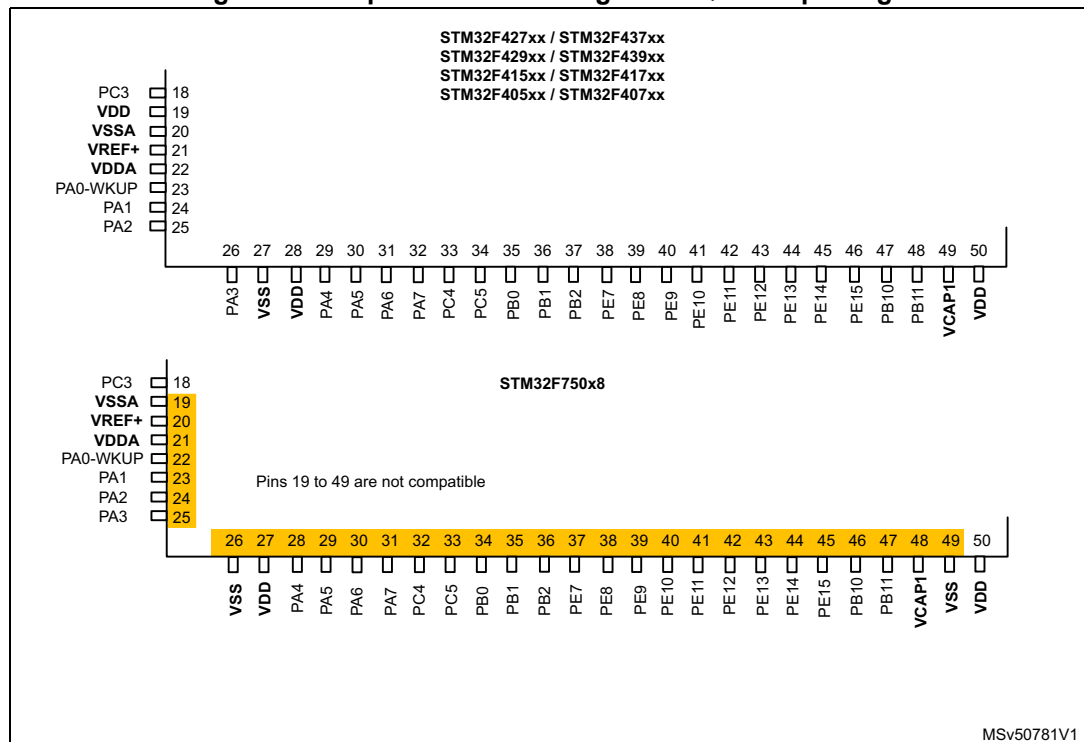 STM32F427xx / STM32F437xx
STM32F429xx / STM32F439xx
STM32F415xx / STM32F417xx
STM32F405xx / STM32F407xx
PC3 18
VDD 19
VSSA 20
VREF+ 21
VDDA 22
PA0-WKUP 23
PA1 24
PA2 25
26 27 28 29 30 31 32 33 34 35 36 37 38 39 40 41 42 43 44 45 46 47 48 49 50
PA3 VSS VDD PA4 PA5 PA6 PA7 PC4 PC5 PB0 PB1 PB2 PE7 PE8 PE9 PE10 PE11 PE12 PE13 PE14 PE15 PB10 PB11 VCAP1 VDD
STM32F750x8
PC3 18
VSSA 19
VREF+ 20
VDDA 21
PA0-WKUP 22
PA1 23
PA2 24
PA3 25
Pins 19 to 49 are not compatible
26 27 28 29 30 31 32 33 34 35 36 37 38 39 40 41 42 43 44 45 46 47 48 49 50
VSS VDD PA4 PA5 PA6 PA7 PC4 PC5 PB0 PB1 PB2 PE7 PE8 PE9 PE10 PE11 PE12 PE13 PE14 PE15 PB10 PB11 VCAP1 VSS VDD
MSv50781V1